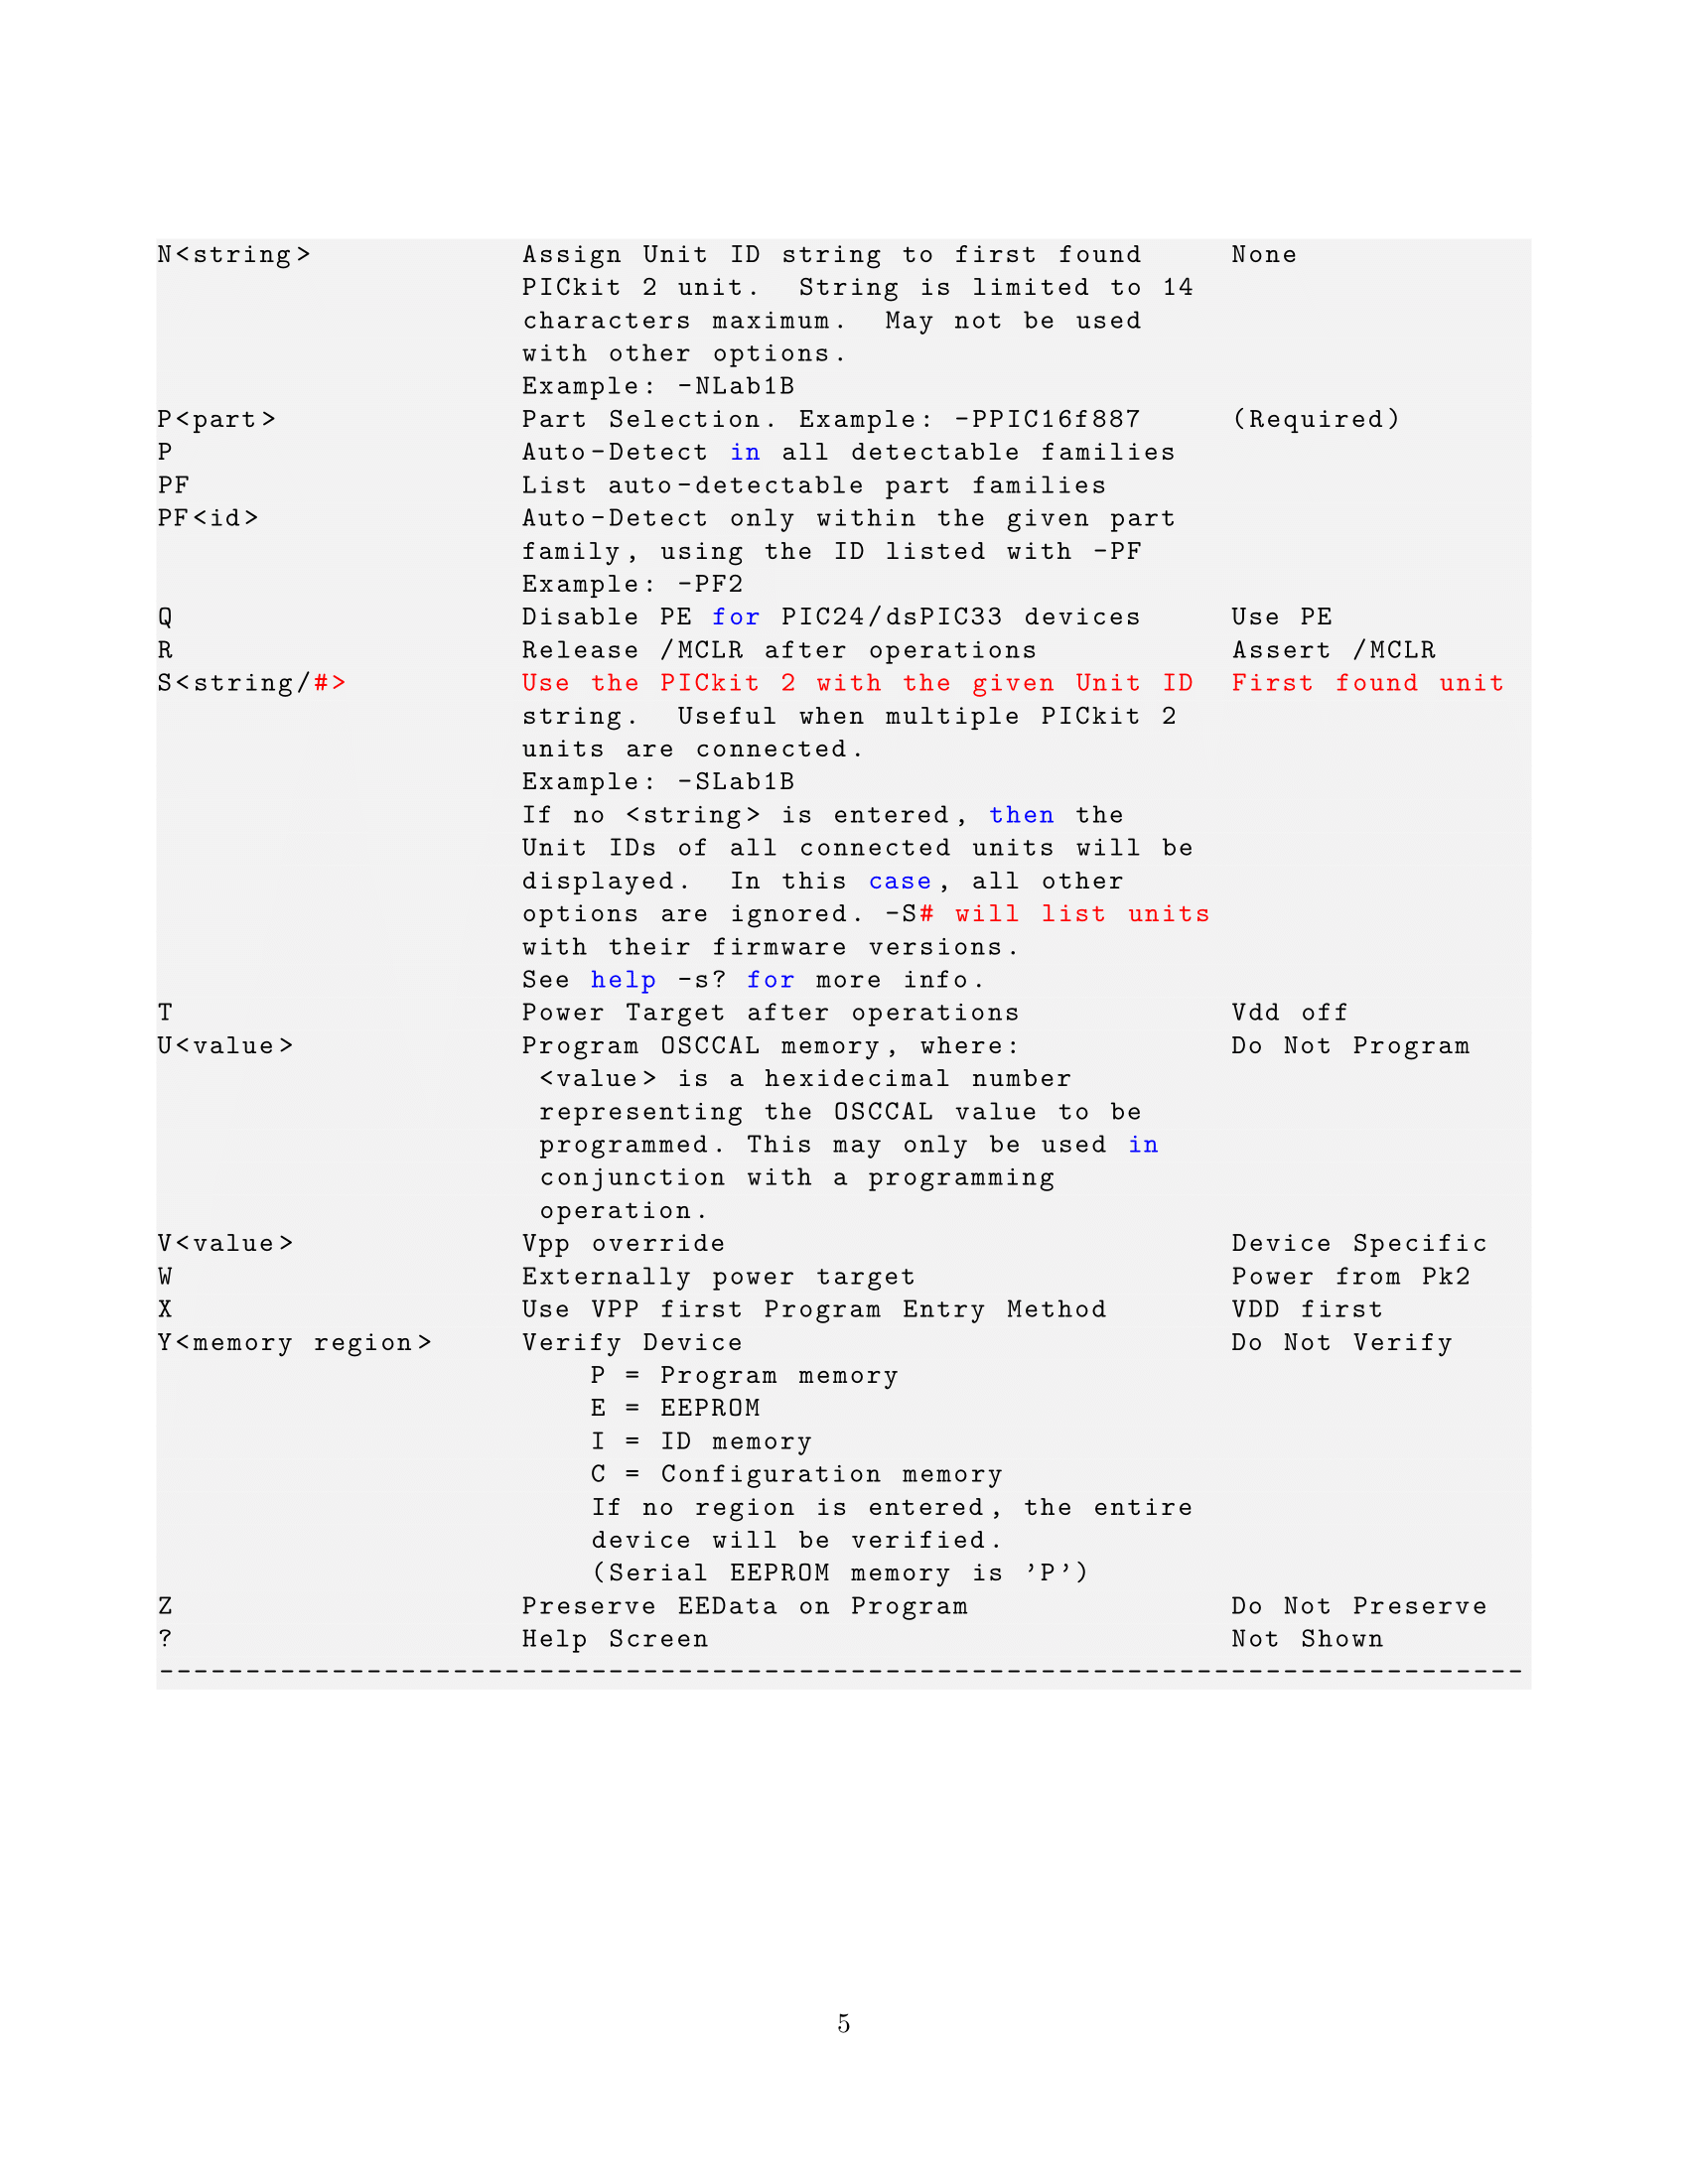 N<string>                 Assign Unit ID string to first found     None
                          PICkit 2 unit.  String is limited to 14
                          characters maximum.  May not be used
                          with other options.
                          Example: -NLab1B
P<part>                   Part Selection. Example: -PPIC16f887     (Required)
P                         Auto-Detect in all detectable families
PF                        List auto-detectable part families
PF<id>                    Auto-Detect only within the given part
                          family, using the ID listed with -PF
                          Example: -PF2
Q                         Disable PE for PIC24/dsPIC33 devices     Use PE
R                         Release /MCLR after operations           Assert /MCLR
S<string/#>               Use the PICkit 2 with the given Unit ID  First found unit
                          string.  Useful when multiple PICkit 2
                          units are connected.
                          Example: -SLab1B
                          If no <string> is entered, then the
                          Unit IDs of all connected units will be
                          displayed.  In this case, all other
                          options are ignored. -S# will list units
                          with their firmware versions.
                          See help -s? for more info.
T                         Power Target after operations            Vdd off
U<value>                  Program OSCCAL memory, where:            Do Not Program
                           <value> is a hexidecimal number
                           representing the OSCCAL value to be
                           programmed. This may only be used in
                           conjunction with a programming
                           operation.
V<value>                  Vpp override                             Device Specific
W                         Externally power target                  Power from Pk2
X                         Use VPP first Program Entry Method       VDD first
Y<memory region>          Verify Device                            Do Not Verify
                              P = Program memory
                              E = EEPROM
                              I = ID memory
                              C = Configuration memory
                              If no region is entered, the entire
                              device will be verified.
                              (Serial EEPROM memory is 'P')
Z                         Preserve EEData on Program               Do Not Preserve
?                         Help Screen                              Not Shown
-------------------------------------------------------------------------------
5